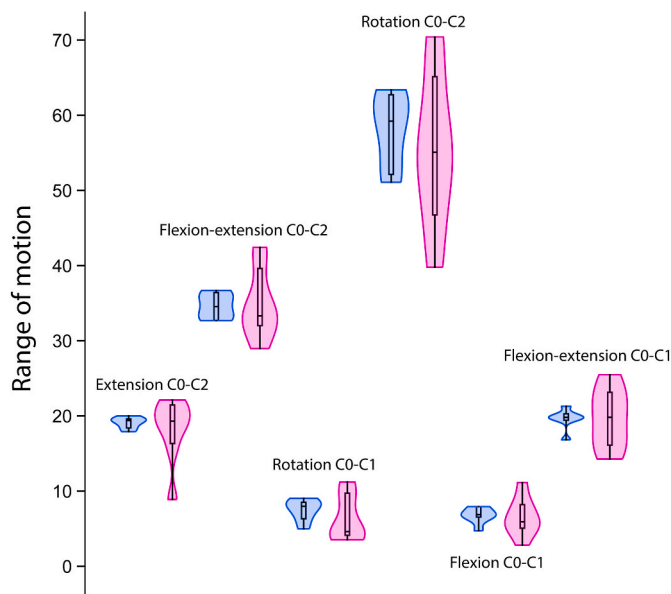 Rotation C0-C2
70
60
50
Flexion-extension C0-C2
40
30
Flexion-extension C0-C1
Extension C0-C2
20
Rotation C0-C1
10
Flexion C0-C1
0
Range of motion